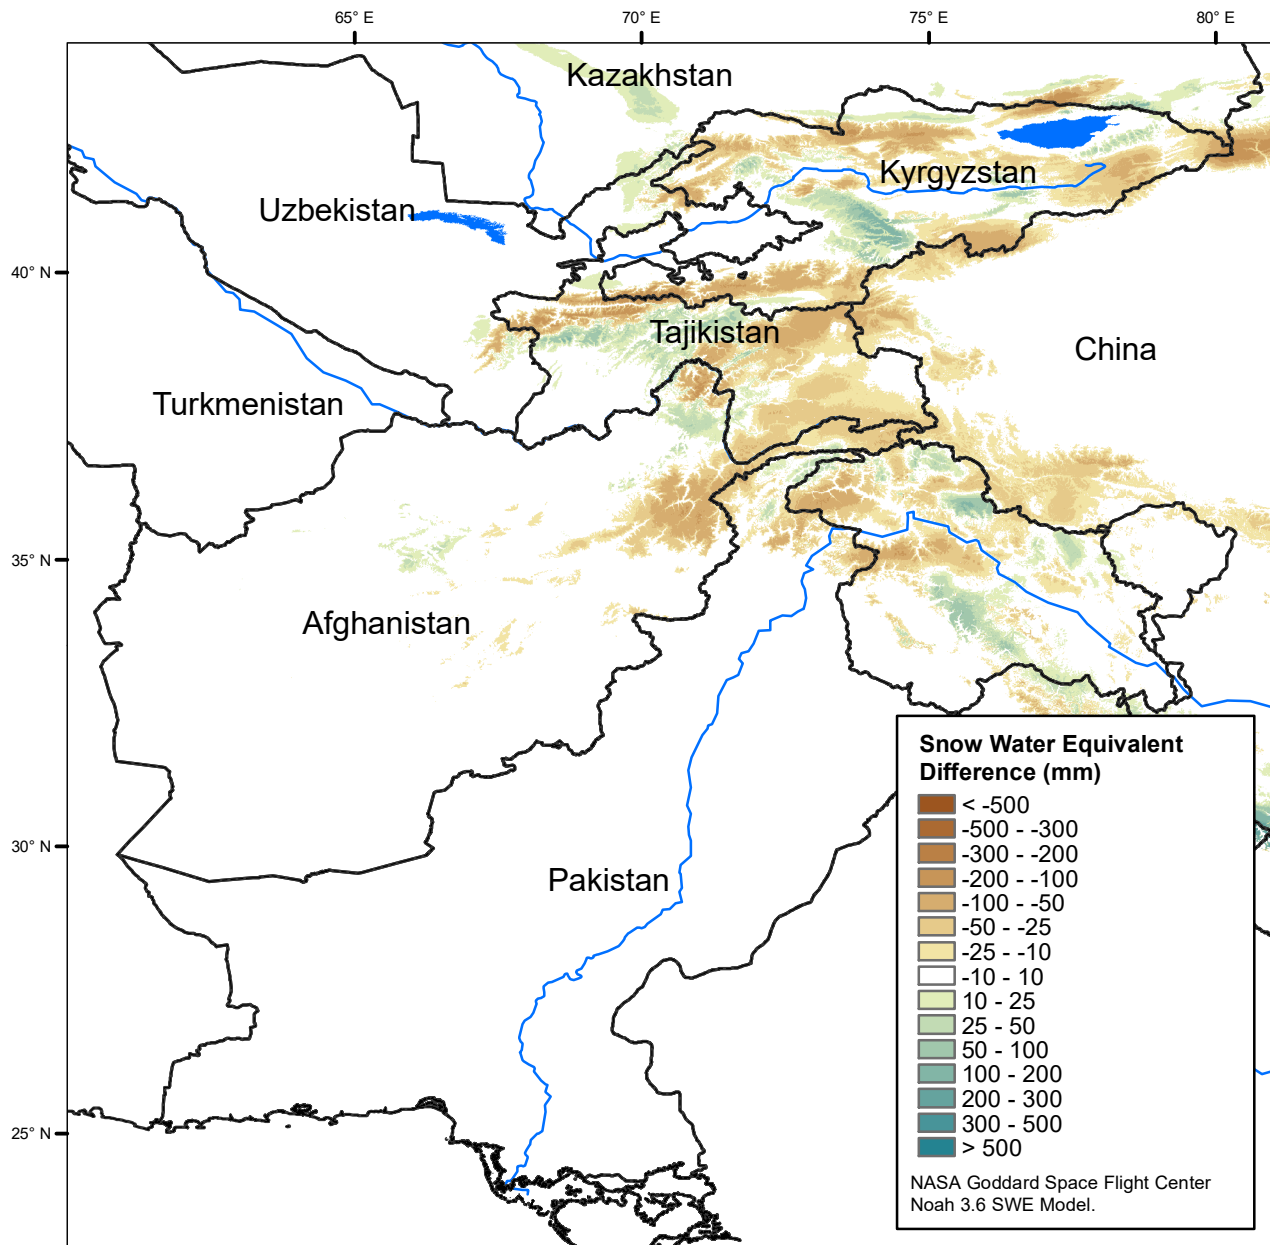 65° E
70° E
75° E
80° E
Kazakhstan
Kyrgyzstan
Uzbekistan
40° N
Tajikistan
China
Turkmenistan
35° N
Afghanistan
Snow Water Equivalent
Difference (mm)
< -500
-500 - -300
-300 - -200
-200 - -100
-100 - -50
-50 - -25
-25 - -10
-10 - 10
10 - 25
25 - 50
50 - 100
100 - 200
200 - 300
300 - 500
> 500
NASA Goddard Space Flight Center
Noah 3.6 SWE Model.
30° N
Pakistan
25° N